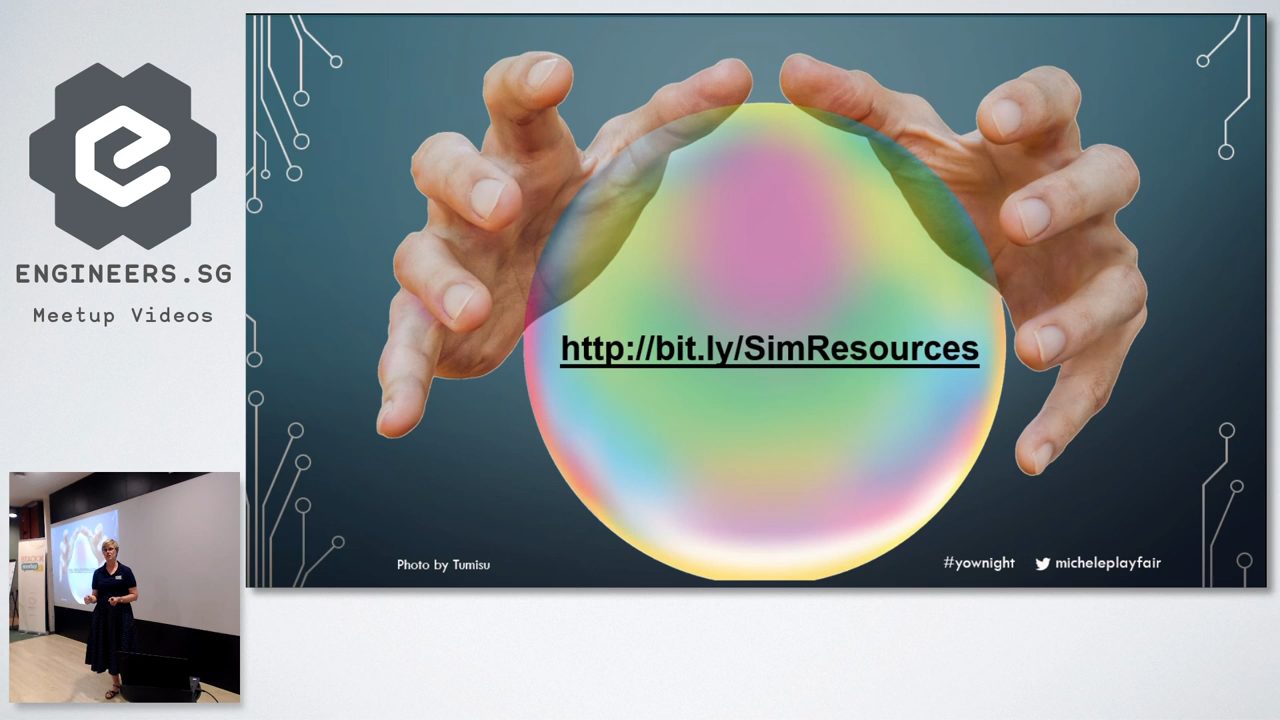 ENGINEERS.SG
Meetup Videos
http://bit.ly/SimResources
Photo by Tumisu
#yownight
micheleplayfair